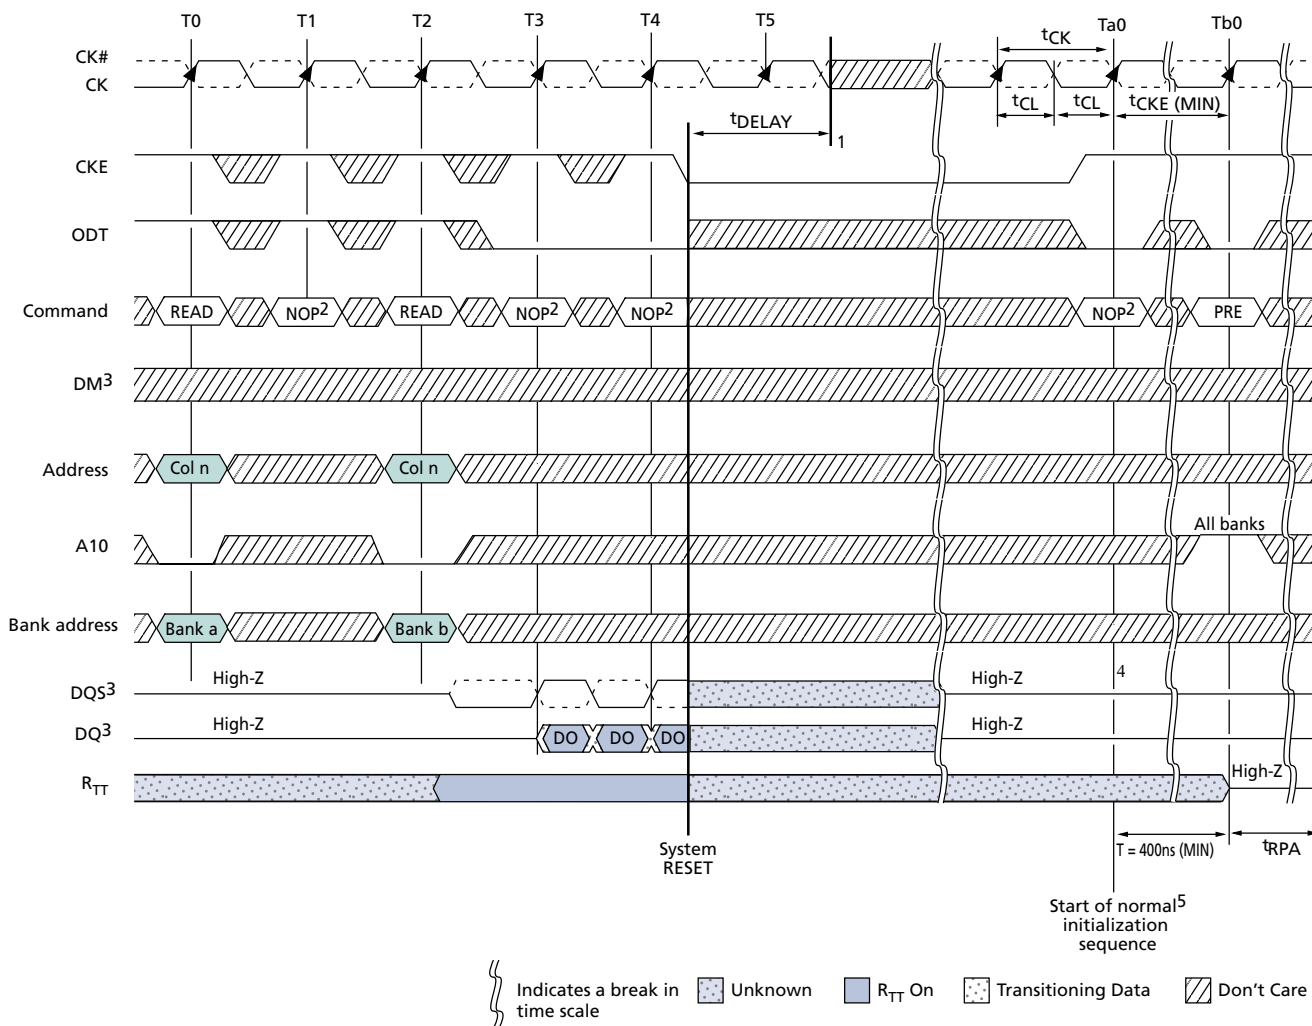 T0 T1 T2 T3 T4 T5 Ta0 Tb0
CK#
CK
tCK
tCL tCL tCKE (MIN)
tDELAY
1
CKE
ODT
Command READ NOP2 READ NOP2 NOP2 NOP2 PRE
DM3
Address Col n Col n
All banks
A10
Bank address Bank a Bank b
DQS3 High-Z High-Z 4
DQ3 High-Z DO DO DO High-Z
RTT High-Z
System
RESET
T = 400ns (MIN) tRPA
Start of normal5
initialization
sequence
Indicates a break in
time scale
Unknown
RTT On
Transitioning Data
Don't Care